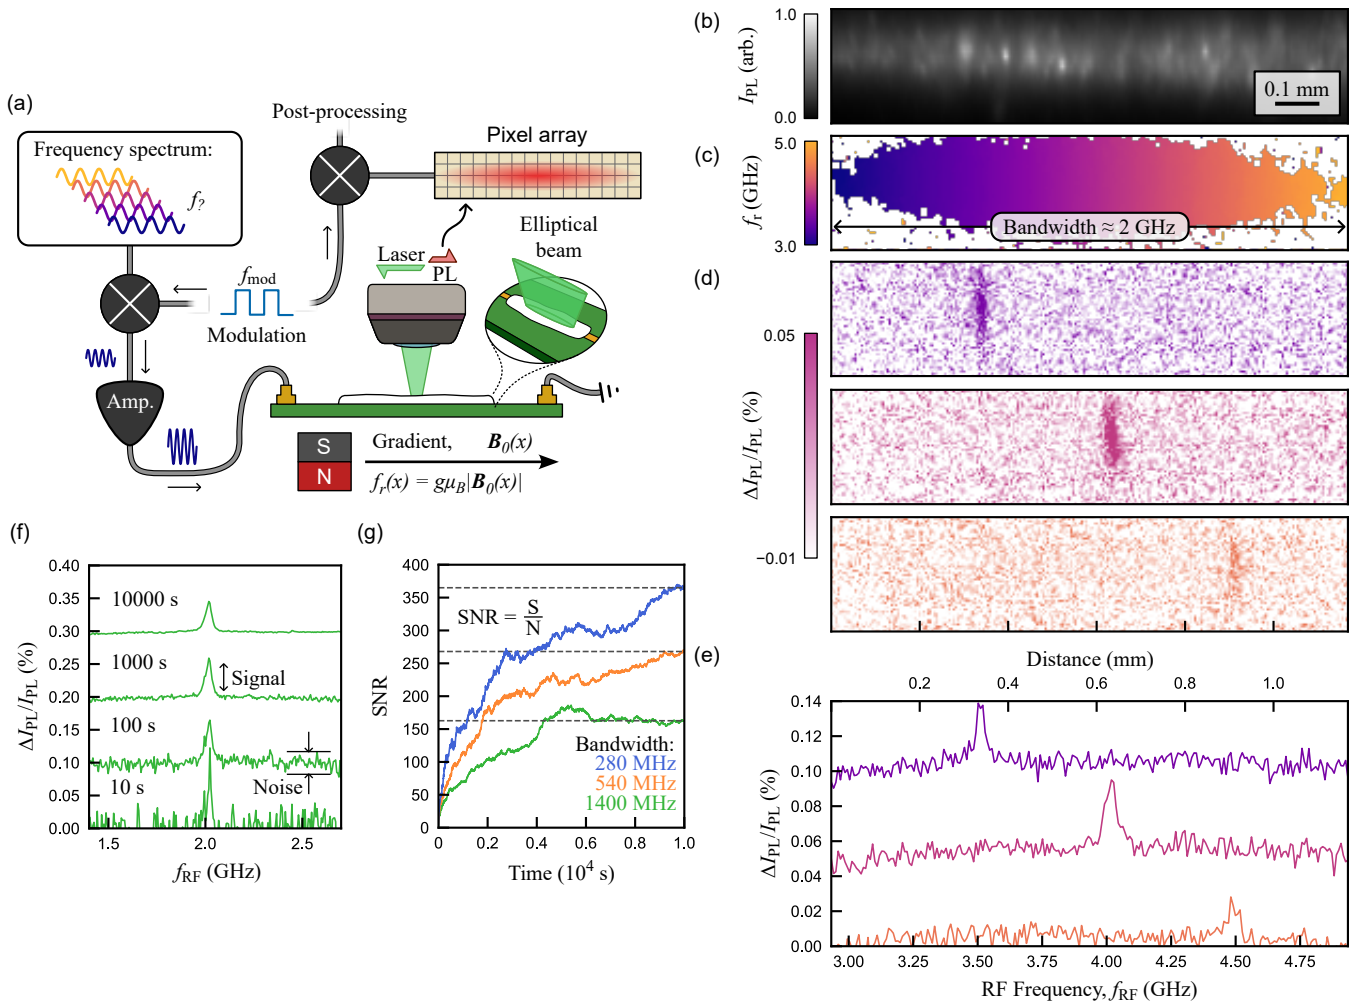 (a)
Frequency spectrum:
f?
Post-processing
Pixel array
fmod
Modulation
Amp.
Laser
PL
Elliptical
beam
S
N
Gradient, B0(x)
fr(x) = gμB|B0(x)|
(b)
IPL (arb.)
1.0
0.0
0.1 mm
(c)
fr (GHz)
5.0
3.0
Bandwidth ≈ 2 GHz
(d)
ΔIPL/IPL (%)
0.05
−0.01
(e)
Distance (mm)
0.2 0.4 0.6 0.8 1.0
ΔIPL/IPL (%)
0.14
0.12
0.10
0.08
0.06
0.04
0.02
0.00
3.00 3.25 3.50 3.75 4.00 4.25 4.50 4.75
RF Frequency, fRF (GHz)
(f)
ΔIPL/IPL (%)
0.40
0.35
0.30
0.25
0.20
0.15
0.10
0.05
0.00
10000 s
1000 s
Signal
100 s
10 s
Noise
1.5 2.0 2.5
fRF (GHz)
(g)
SNR
400
350
300
250
200
150
100
50
0
SNR = S/N
Bandwidth:
280 MHz
540 MHz
1400 MHz
0 0.2 0.4 0.6 0.8 1.0
Time (10⁴ s)